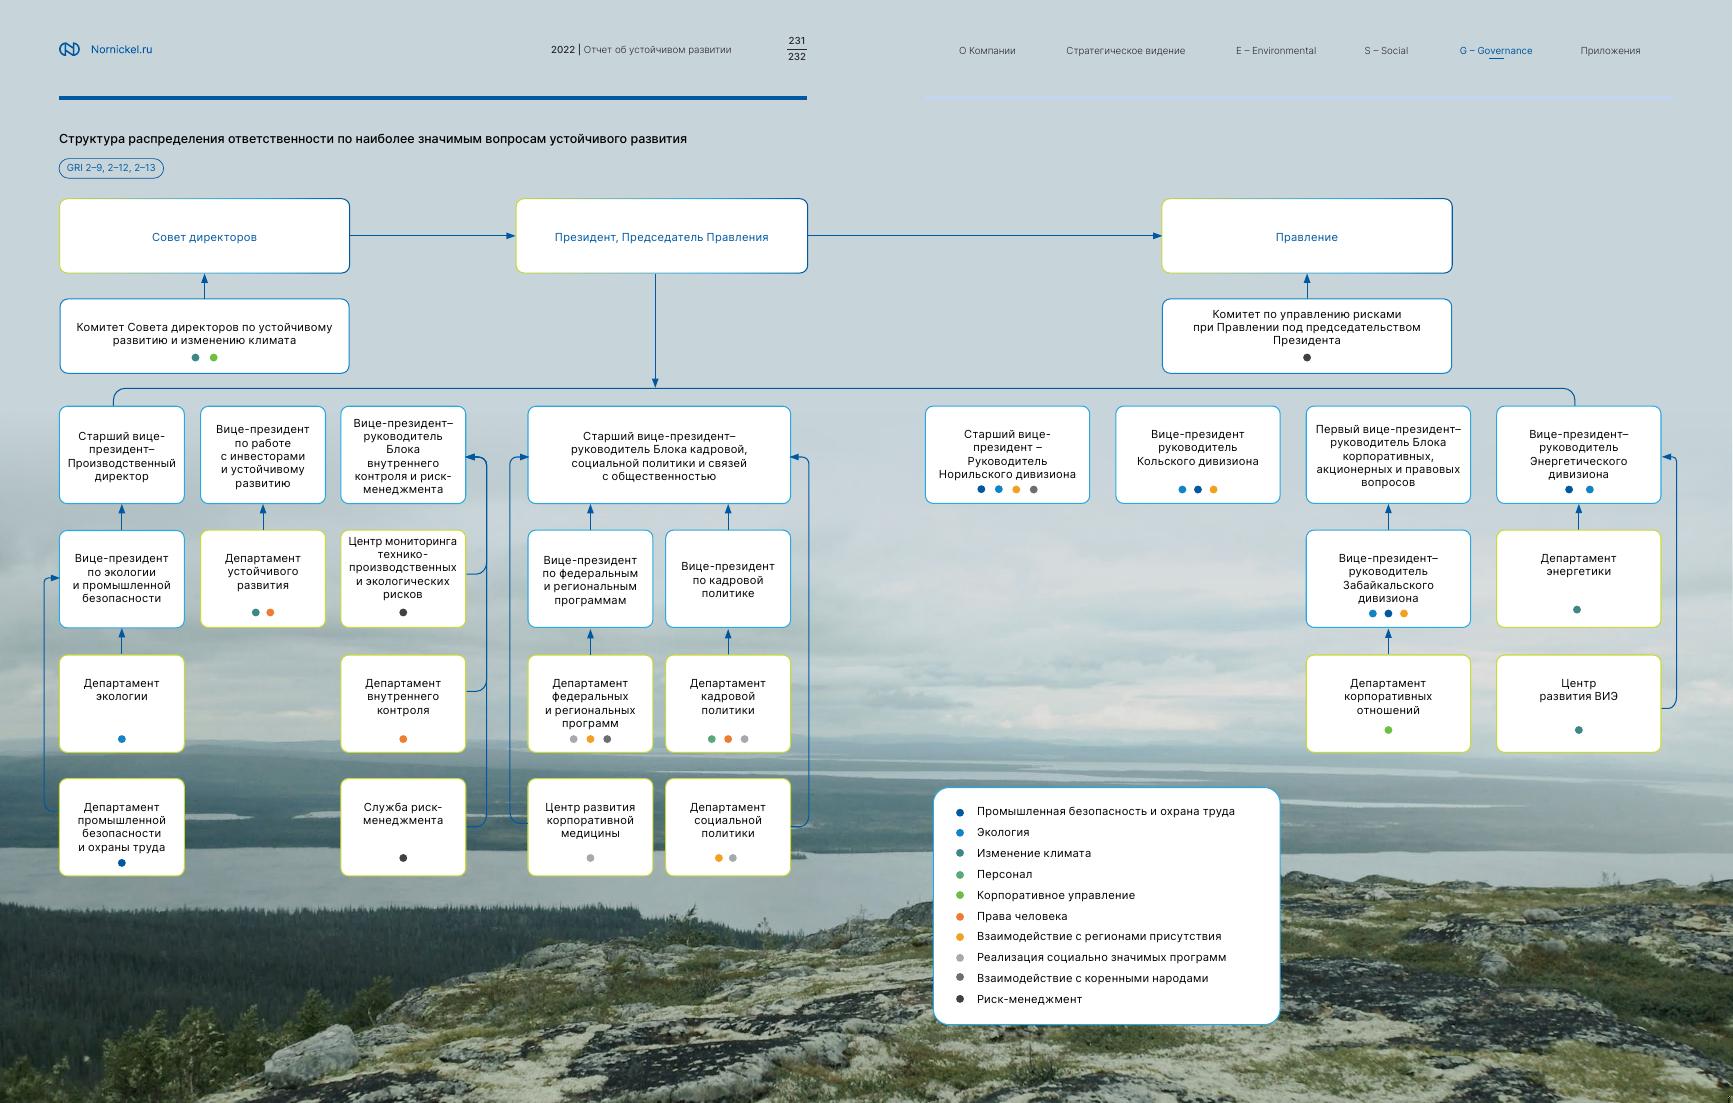 Nornickel.ru
2022 | Отчет об устойчивом развитии
231
232
О Компании
Стратегическое видение
E – Environmental
S – Social
G – Governance
Приложения
Структура распределения ответственности по наиболее значимым вопросам устойчивого развития
GRI 2–9, 2–12, 2–13
Совет директоров
Президент, Председатель Правления
Правление
Комитет Совета директоров по устойчивому
развитию и изменению климата
Комитет по управлению рисками
при Правлении под председательством
Президента
Старший вице-
президент–
Производственный
директор
Вице-президент
по работе
с инвесторами
и устойчивому
развитию
Вице-президент–
руководитель
Блока
внутреннего
контроля и риск-
менеджмента
Старший вице-президент–
руководитель Блока кадровой,
социальной политики и связей
с общественностью
Старший вице-
президент –
Руководитель
Норильского дивизиона
Вице-президент
руководитель
Кольского дивизиона
Первый вице-президент–
руководитель Блока
корпоративных,
акционерных и правовых
вопросов
Вице-президент–
руководитель
Энергетического
дивизиона
Вице-президент
по экологии
и промышленной
безопасности
Департамент
устойчивого
развития
Центр мониторинга
технико-
производственных
и экологических
рисков
Вице-президент
по федеральным
и региональным
программам
Вице-президент
по кадровой
политике
Вице-президент–
руководитель
Забайкальского
дивизиона
Департамент
энергетики
Департамент
экологии
Департамент
внутреннего
контроля
Департамент
федеральных
и региональных
программ
Департамент
кадровой
политики
Департамент
корпоративных
отношений
Центр
развития ВИЭ
Департамент
промышленной
безопасности
и охраны труда
Служба риск-
менеджмента
Центр развития
корпоративной
медицины
Департамент
социальной
политики
Промышленная безопасность и охрана труда
Экология
Изменение климата
Персонал
Корпоративное управление
Права человека
Взаимодействие с регионами присутствия
Реализация социально значимых программ
Взаимодействие с коренными народами
Риск-менеджмент